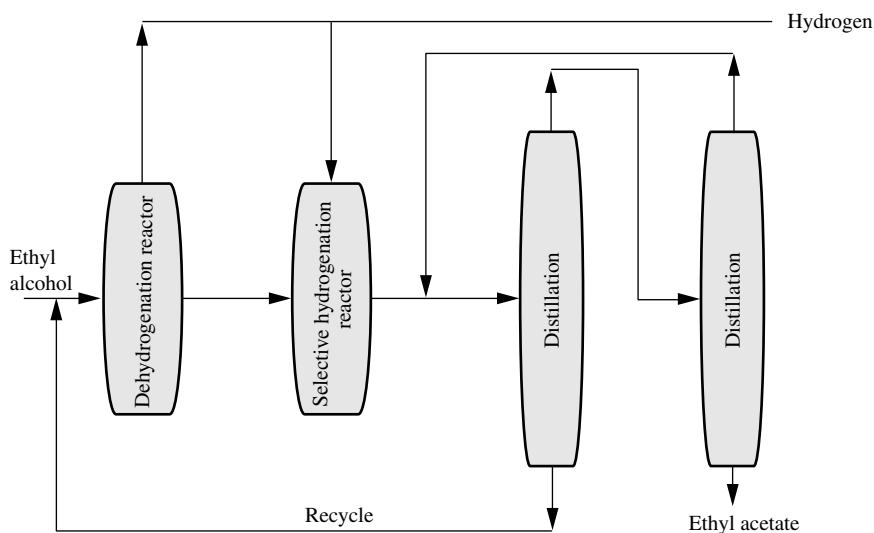 Hydrogen
Ethyl
alcohol
Dehydrogenation reactor
Selective hydrogenation
reactor
Distillation
Distillation
Recycle
Ethyl acetate